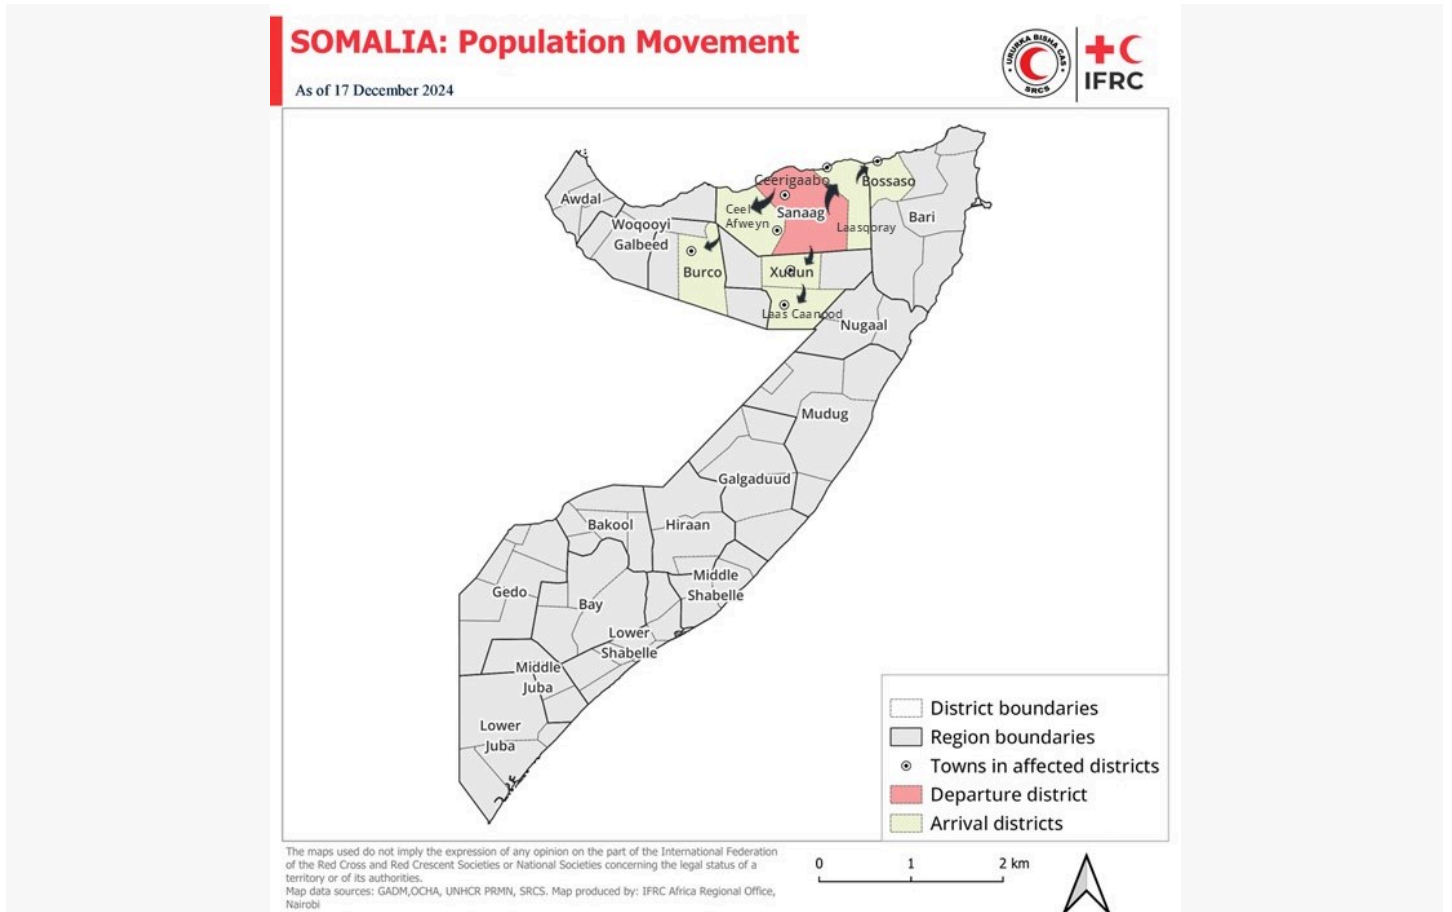 SOMALIA: Population Movement
As of 17 December 2024
URURKA BISHA CAS
SRCS
IFRC
Awdal
Woqooyi
Galbeed
Burco
Ceel
Afweyn
Ceerigaabo
Sanaag
Laasqoray
Bossaso
Bari
Xudun
Laas Caanood
Nugaal
Mudug
Galgaduud
Hiraan
Bakool
Middle
Shabelle
Gedo
Bay
Lower
Shabelle
Middle
Juba
Lower
Juba
District boundaries
Region boundaries
Towns in affected districts
Departure district
Arrival districts
The maps used do not imply the expression of any opinion on the part of the International Federation
of the Red Cross and Red Crescent Societies or National Societies concerning the legal status of a
territory or of its authorities.
Map data sources: GADM,OCHA, UNHCR PRMN, SRCS. Map produced by: IFRC Africa Regional Office,
Nairobi
0 1 2 km